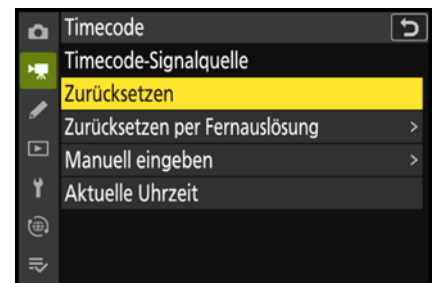 Timecode
Timecode-Signalquelle
Zurücksetzen
Zurücksetzen per Fernauslösung
Manuell eingeben
Aktuelle Uhrzeit